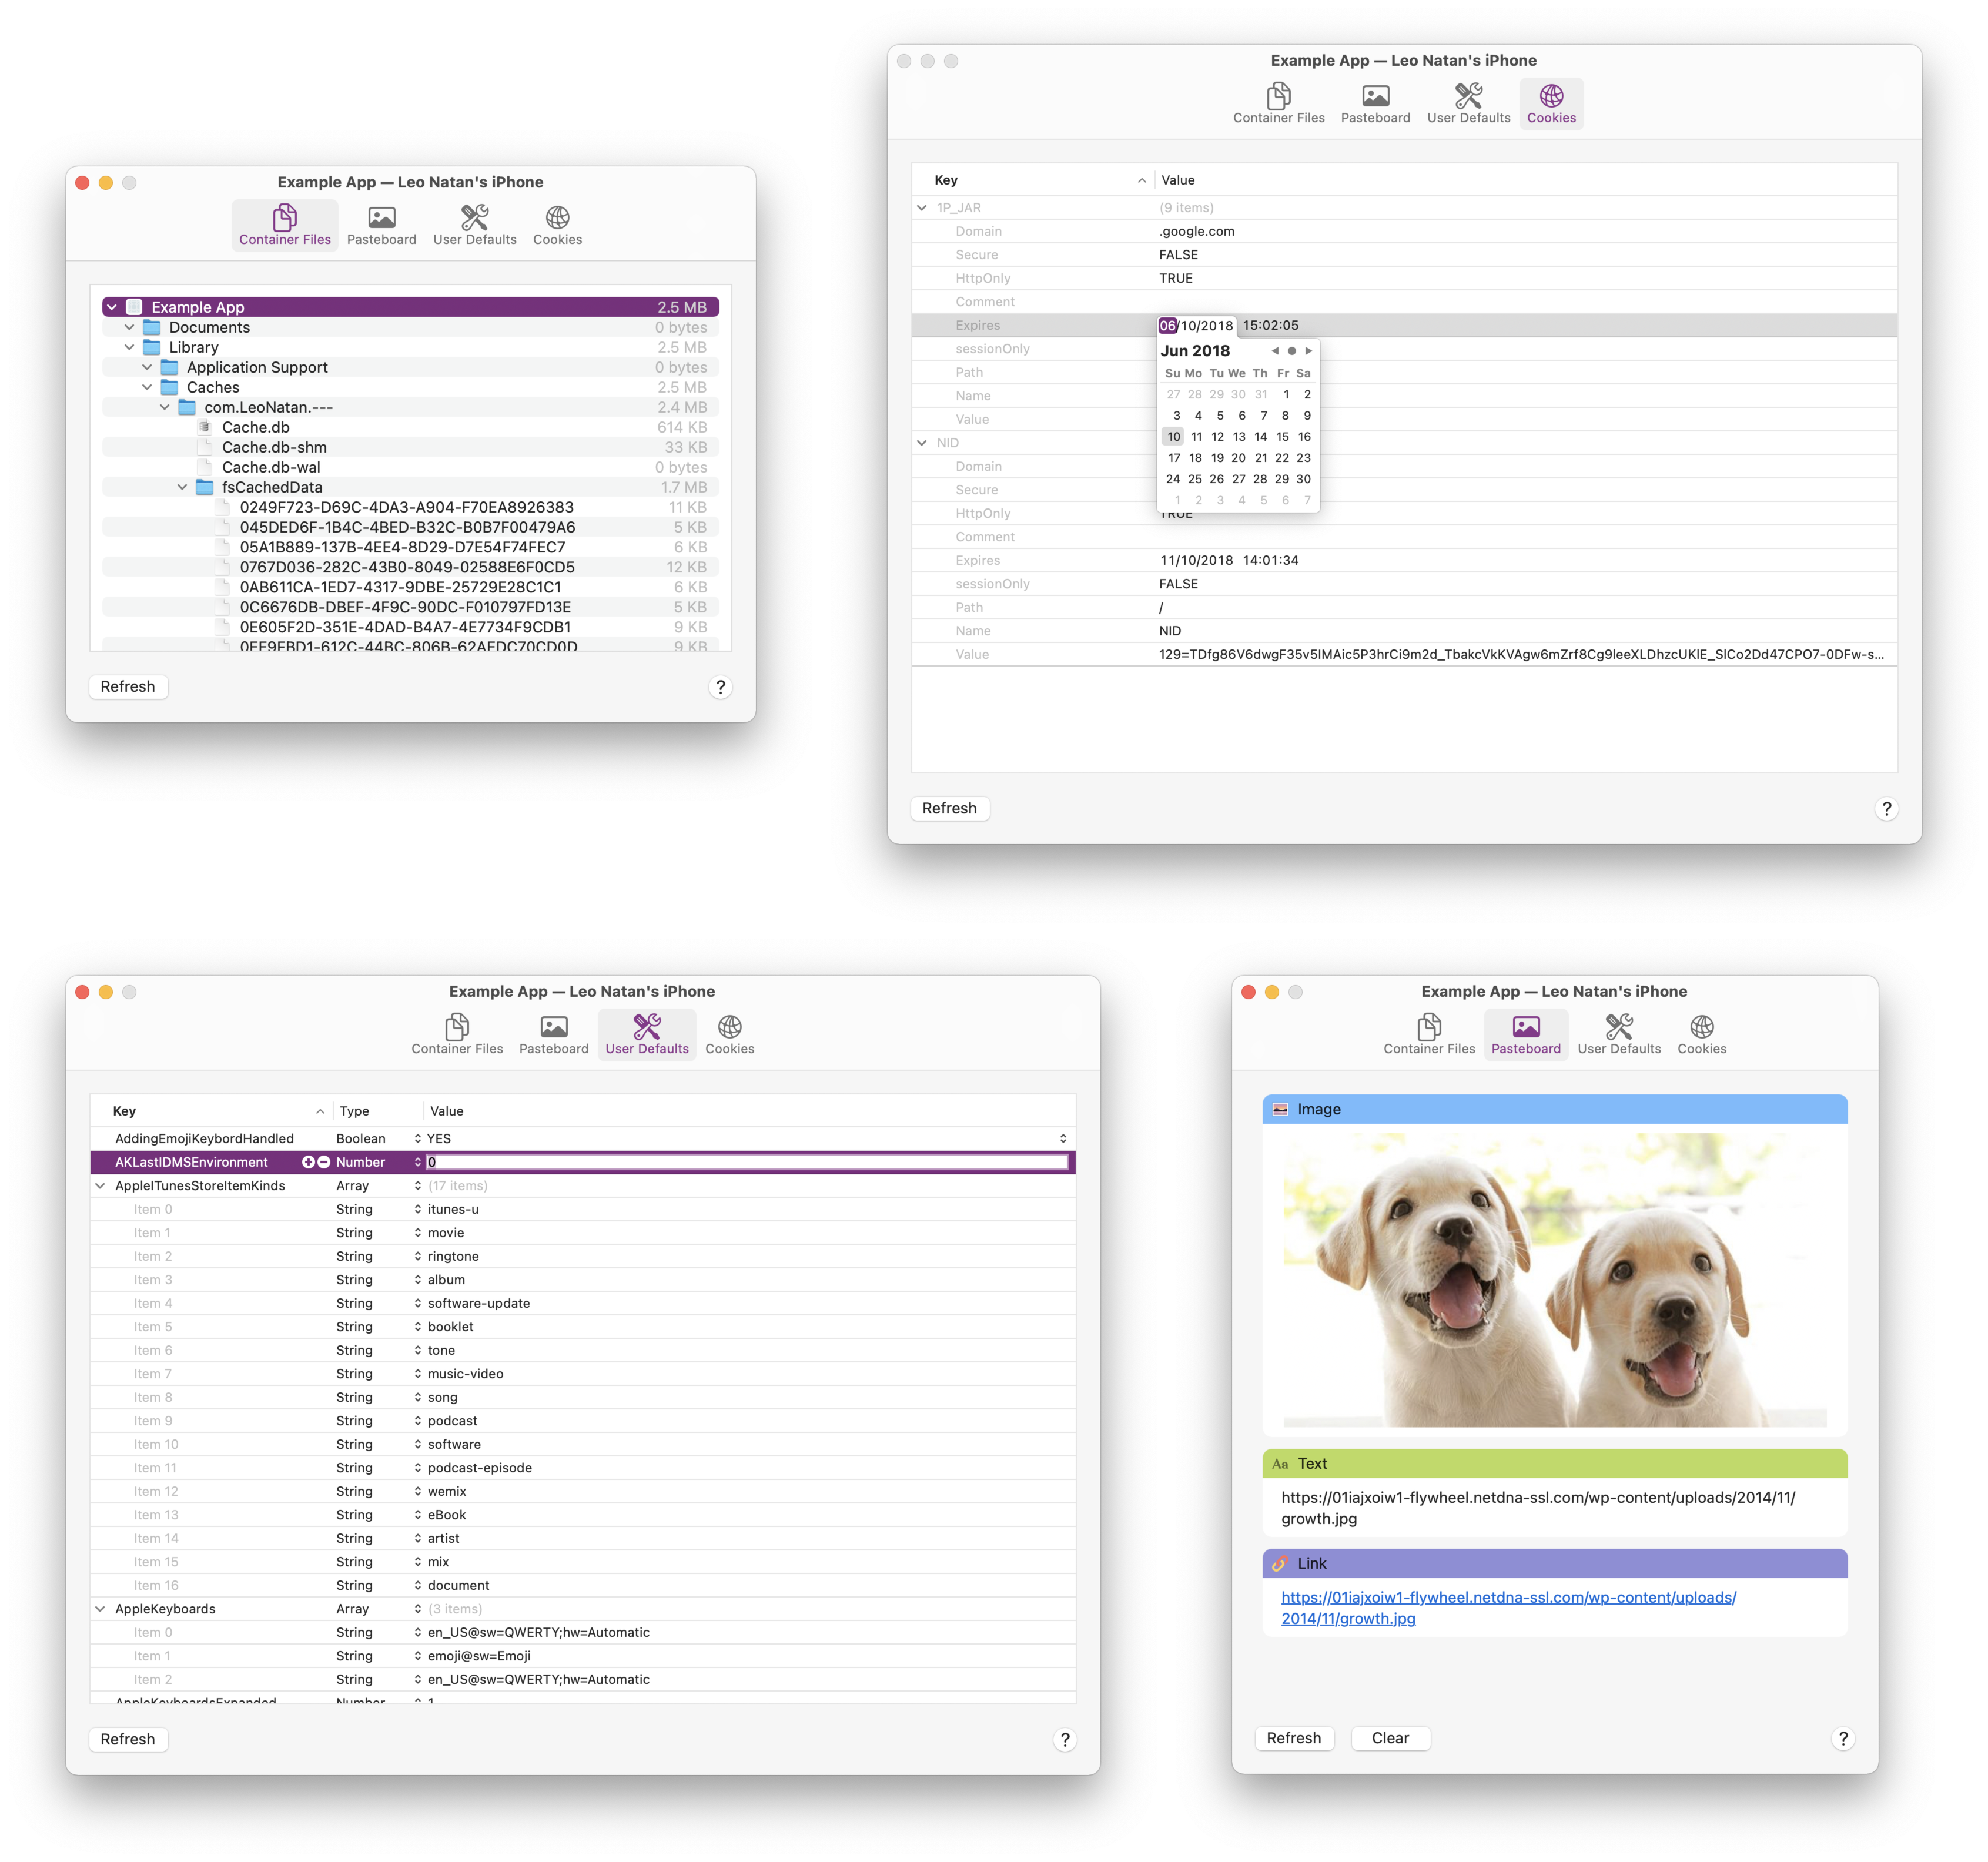 Example App — Leo Natan's iPhone
Container Files Pasteboard User Defaults Cookies
Example App 2.5 MB
Documents 0 bytes
Library 2.5 MB
Application Support 0 bytes
Caches 2.5 MB
com.LeoNatan.--- 2.4 MB
Cache.db 614 KB
Cache.db-shm 33 KB
Cache.db-wal 0 bytes
fsCachedData 1.7 MB
0249F723-D69C-4DA3-A904-F70EA8926383 11 KB
045DED6F-1B4C-4BED-B32C-B0B7F00479A6 5 KB
05A1B889-137B-4EE4-8D29-D7E54F74FEC7 6 KB
0767D036-282C-43B0-8049-02588E6F0CD5 12 KB
0AB611CA-1ED7-4317-9DBE-25729E28C1C1 6 KB
0C6676DB-DBEF-4F9C-90DC-F010797FD13E 5 KB
0E605F2D-351E-4DAD-B4A7-4E7734F9CDB1 9 KB
0EE9EBD1-612C-44BC-806B-62AEDC70CD0D 9 KB
Refresh ?
Example App — Leo Natan's iPhone
Container Files Pasteboard User Defaults Cookies
Key Value
1P_JAR (9 items)
Domain .google.com
Secure FALSE
HttpOnly TRUE
Comment
Expires 06/10/2018 15:02:05
sessionOnly
Path
Name
Value
NID
Domain
Secure
HttpOnly TRUE
Comment
Expires 11/10/2018 14:01:34
sessionOnly FALSE
Path /
Name NID
Value 129=TDfg86V6dwgF35v5IMAic5P3hrCi9m2d_TbakcVkKVAgw6mZrf8Cg9leeXLDhzcUKlE_SlCo2Dd47CPO7-0DFw-s...
Jun 2018
Su Mo Tu We Th Fr Sa
27 28 29 30 31 1 2
3 4 5 6 7 8 9
10 11 12 13 14 15 16
17 18 19 20 21 22 23
24 25 26 27 28 29 30
1 2 3 4 5 6 7
Refresh ?
Example App — Leo Natan's iPhone
Container Files Pasteboard User Defaults Cookies
Key Type Value
AddingEmojiKeybordHandled Boolean YES
AKLastIDMSEnvironment Number 0
AppleITunesStoreItemKinds Array (17 items)
Item 0 String itunes-u
Item 1 String movie
Item 2 String ringtone
Item 3 String album
Item 4 String software-update
Item 5 String booklet
Item 6 String tone
Item 7 String music-video
Item 8 String song
Item 9 String podcast
Item 10 String software
Item 11 String podcast-episode
Item 12 String wemix
Item 13 String eBook
Item 14 String artist
Item 15 String mix
Item 16 String document
AppleKeyboards Array (3 items)
Item 0 String en_US@sw=QWERTY;hw=Automatic
Item 1 String emoji@sw=Emoji
Item 2 String en_US@sw=QWERTY;hw=Automatic
AppleKeyboardsExpanded Number 1
Refresh ?
Example App — Leo Natan's iPhone
Container Files Pasteboard User Defaults Cookies
Image
Aa Text
https://01iajxoiw1-flywheel.netdna-ssl.com/wp-content/uploads/2014/11/
growth.jpg
Link
https://01iajxoiw1-flywheel.netdna-ssl.com/wp-content/uploads/
2014/11/growth.jpg
Refresh Clear ?